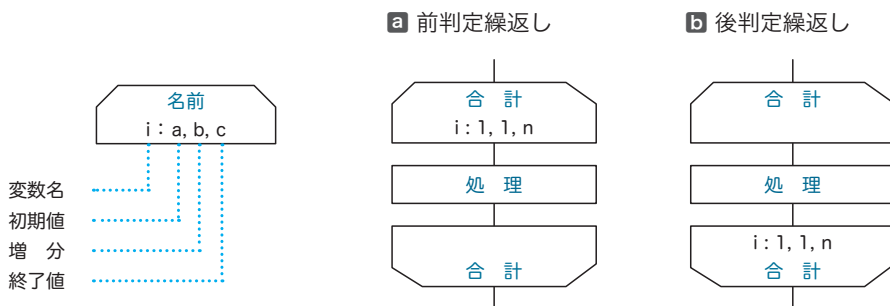 a 前判定繰返し
b 後判定繰返し
名前
i：a, b, c
変数名
初期値
増　分
終了値
合　計
i : 1, 1, n
処　理
合　計
合　計
処　理
i : 1, 1, n
合　計